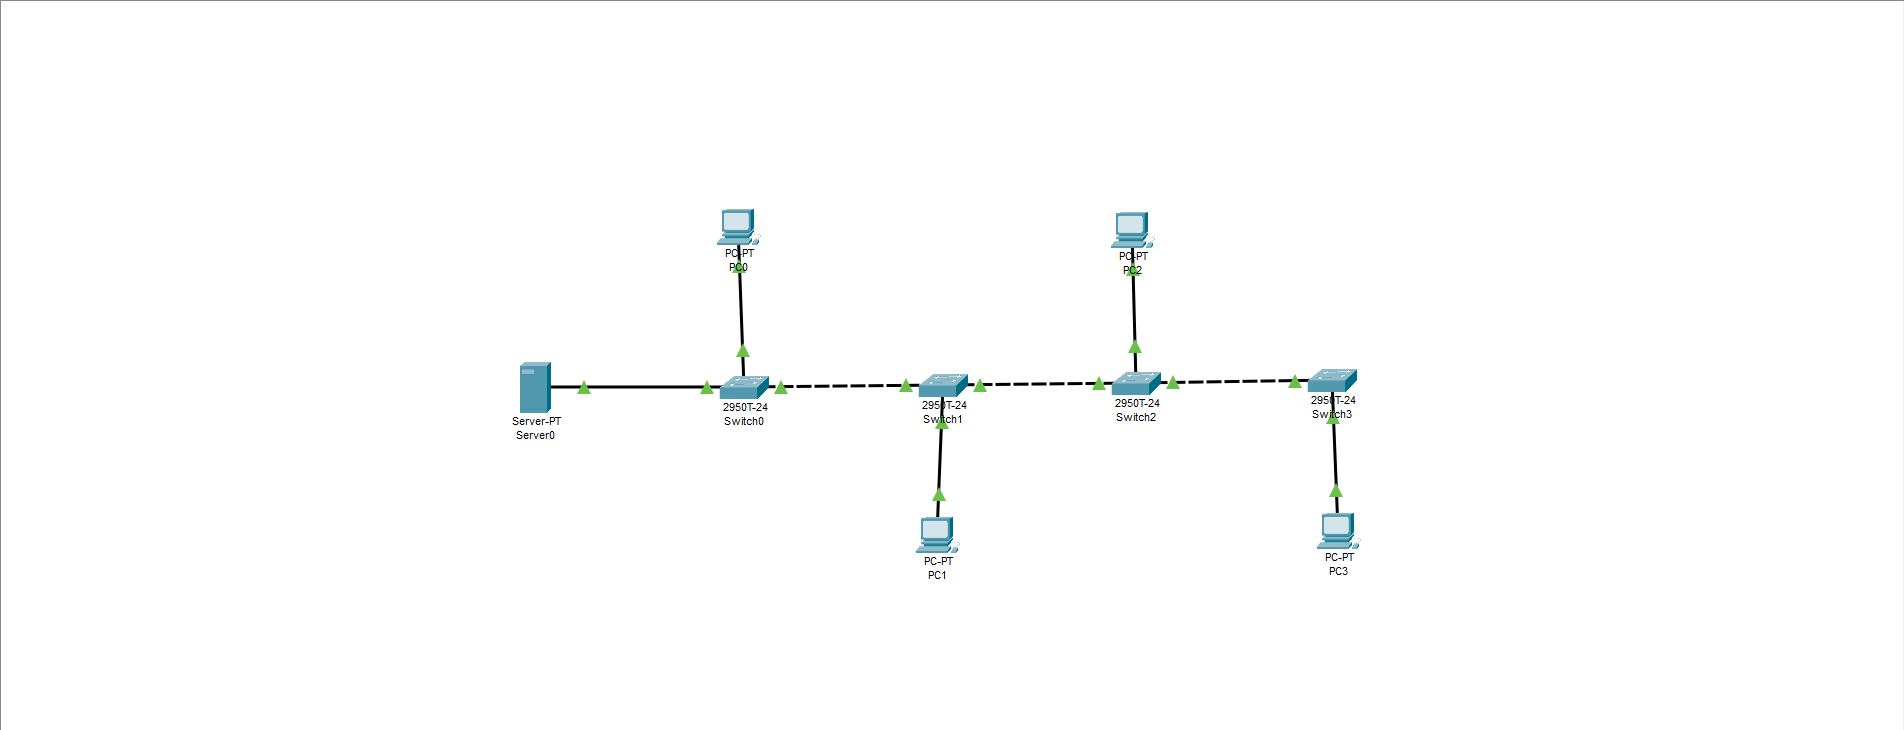 PC-PT
PC0
PC-PT
PC2
Server-PT
Server0
2950T-24
Switch0
2950T-24
Switch1
2950T-24
Switch2
2950T-24
Switch3
PC-PT
PC1
PC-PT
PC3